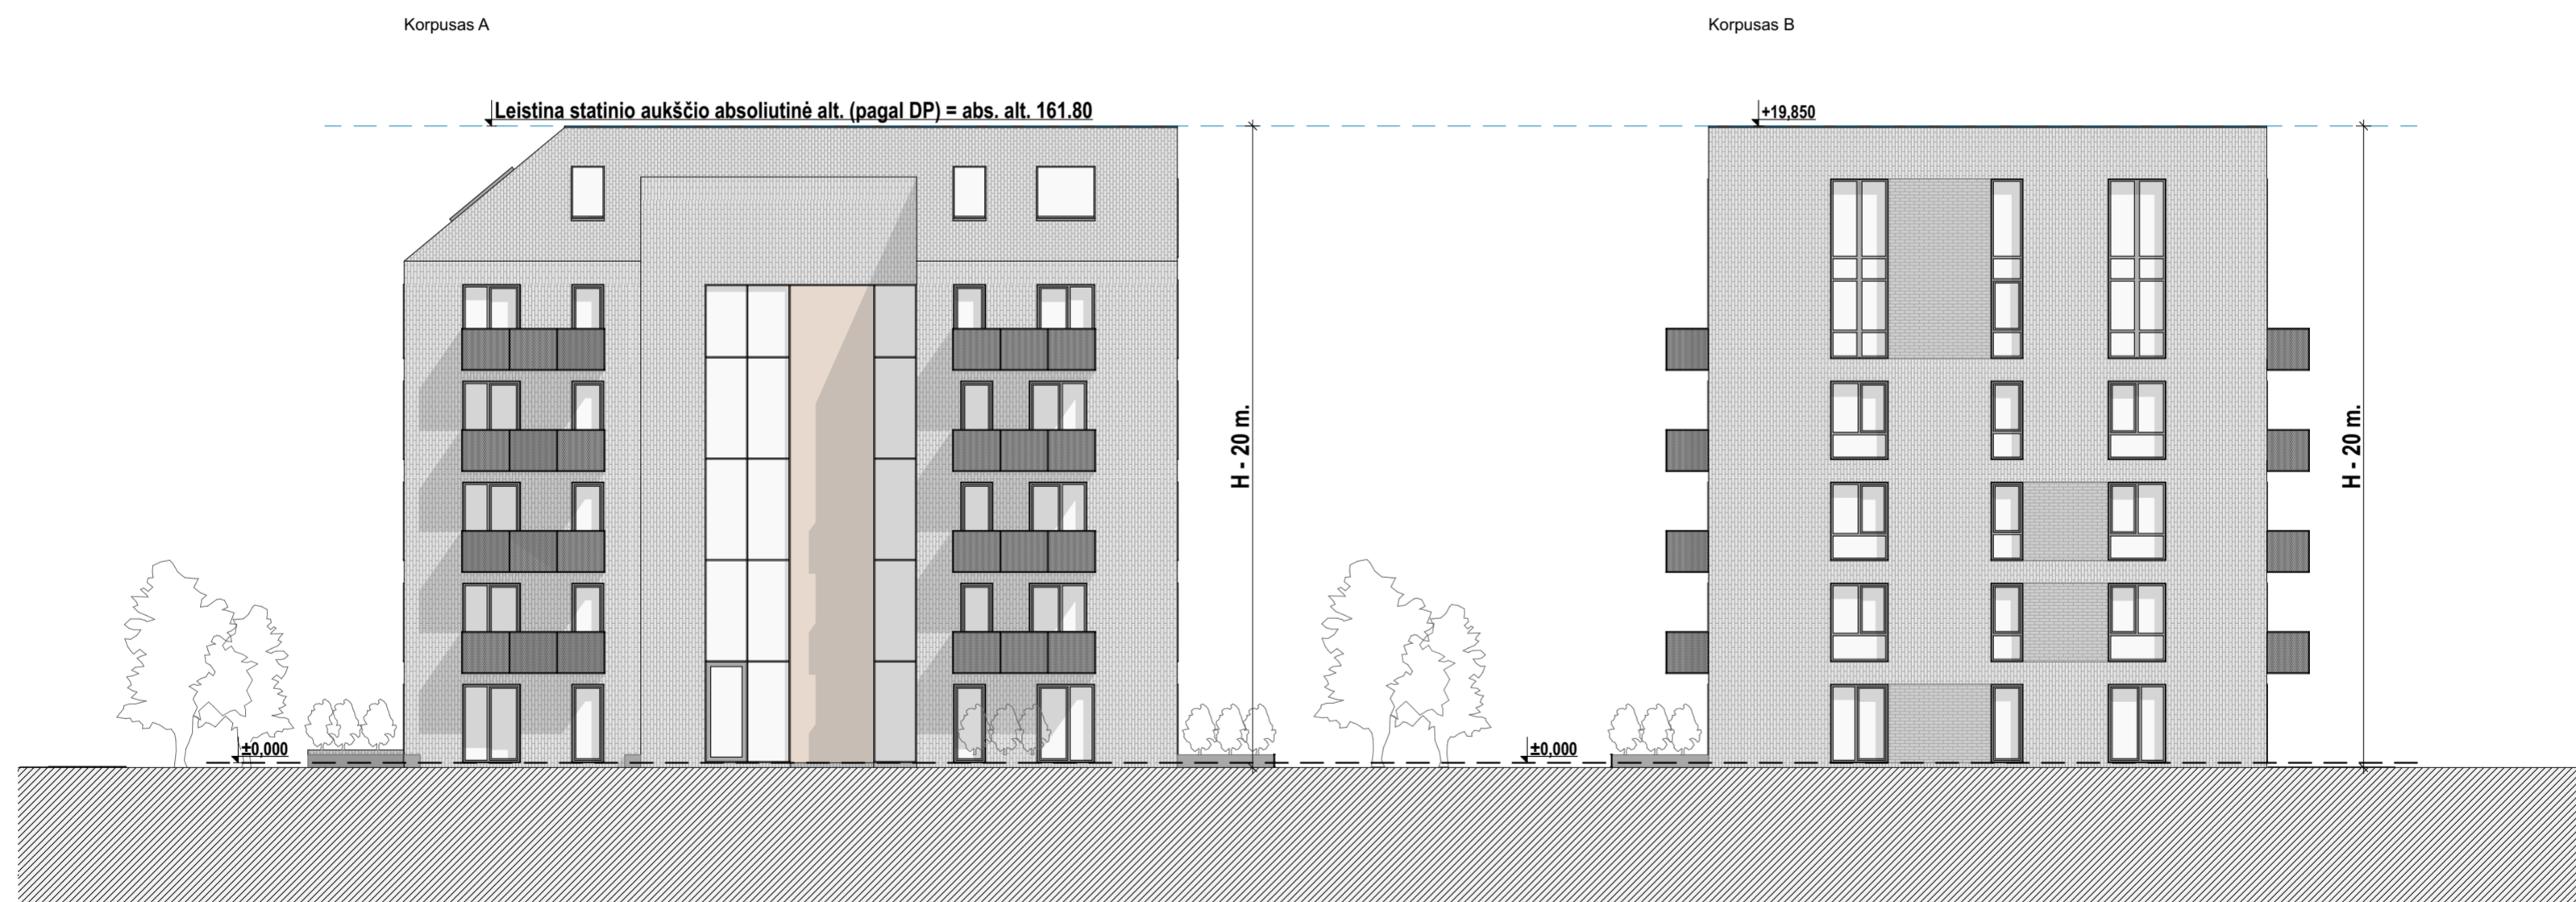 Korpusas A
Korpusas B
Leistina statinio aukščio absoliutinė alt. (pagal DP) = abs. alt. 161.80
+19,850
H - 20 m.
H - 20 m.
±0,000
±0,000